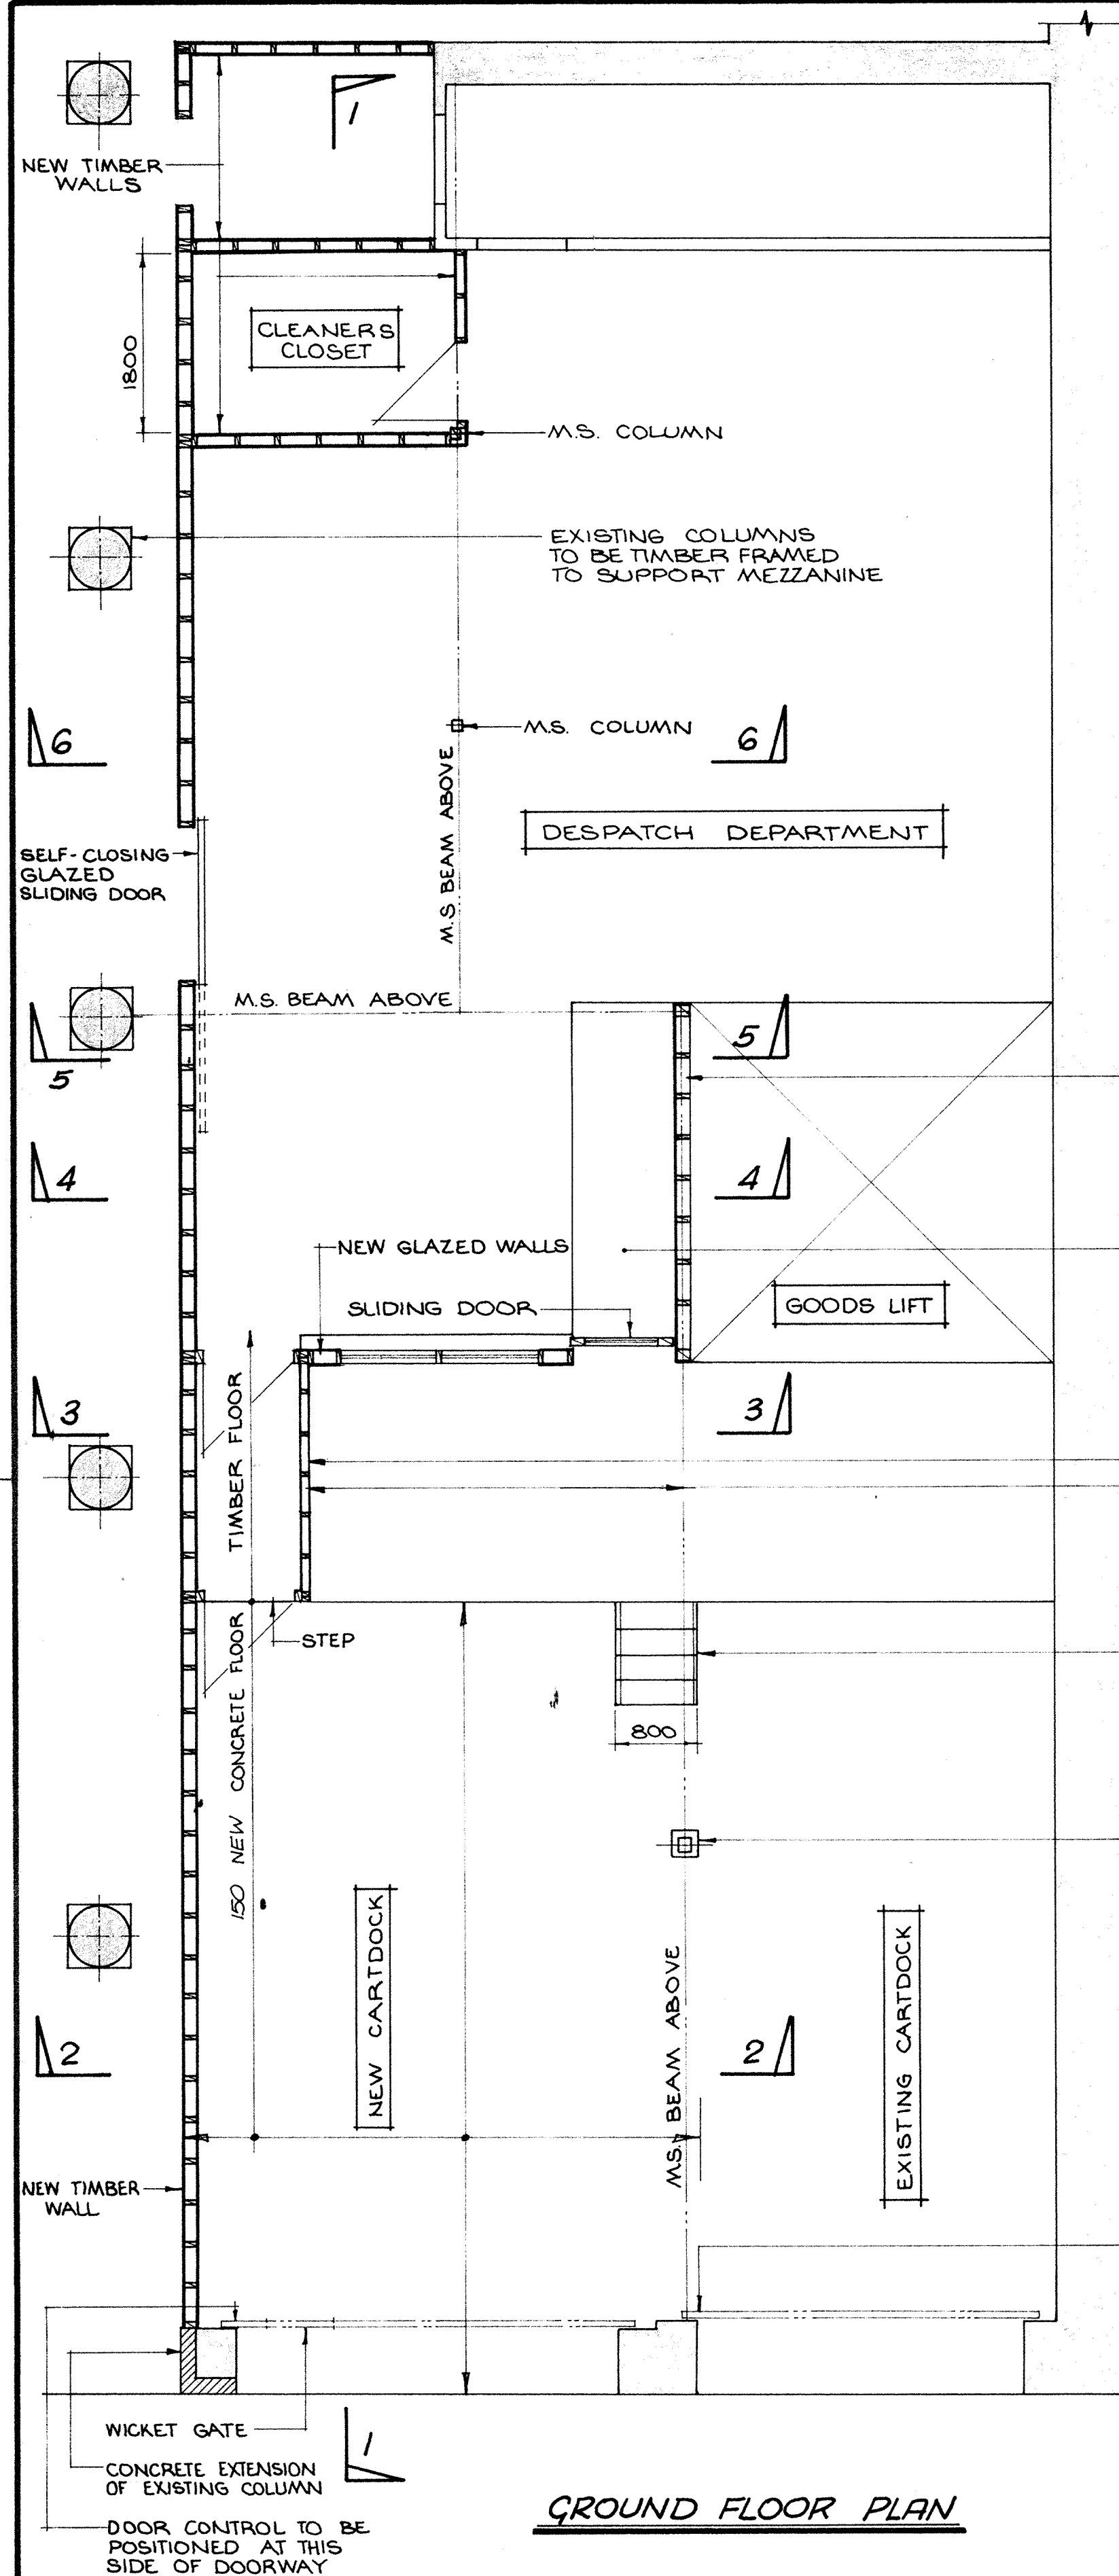 1
NEW TIMBER
WALLS
CLEANERS
CLOSET
1800
M.S. COLUMN
EXISTING COLUMNS
TO BE TIMBER FRAMED
TO SUPPORT MEZZANINE
6
M.S. COLUMN
6
M.S BEAM ABOVE
DESPATCH DEPARTMENT
SELF-CLOSING
GLAZED
SLIDING DOOR
M.S. BEAM ABOVE
5
5
4
4
NEW GLAZED WALLS
SLIDING DOOR
GOODS LIFT
3
TIMBER FLOOR
3
STEP
150 NEW CONCRETE FLOOR
800
NEW CARTDOCK
MS. BEAM ABOVE
EXISTING CARTDOCK
2
2
NEW TIMBER
WALL
WICKET GATE
1
CONCRETE EXTENSION
OF EXISTING COLUMN
DOOR CONTROL TO BE
POSITIONED AT THIS
SIDE OF DOORWAY
GROUND FLOOR PLAN